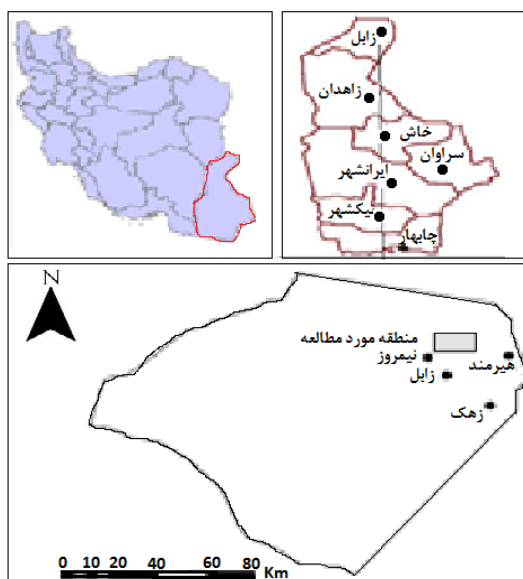 زابل
زاهدان
خاش
سراوان
ایرانشهر
نیکشهر
چابهار
N
منطقه مورد مطالعه
نیمروز
هیرمند
زابل
زهک
0 10 20 40 60 80 Km